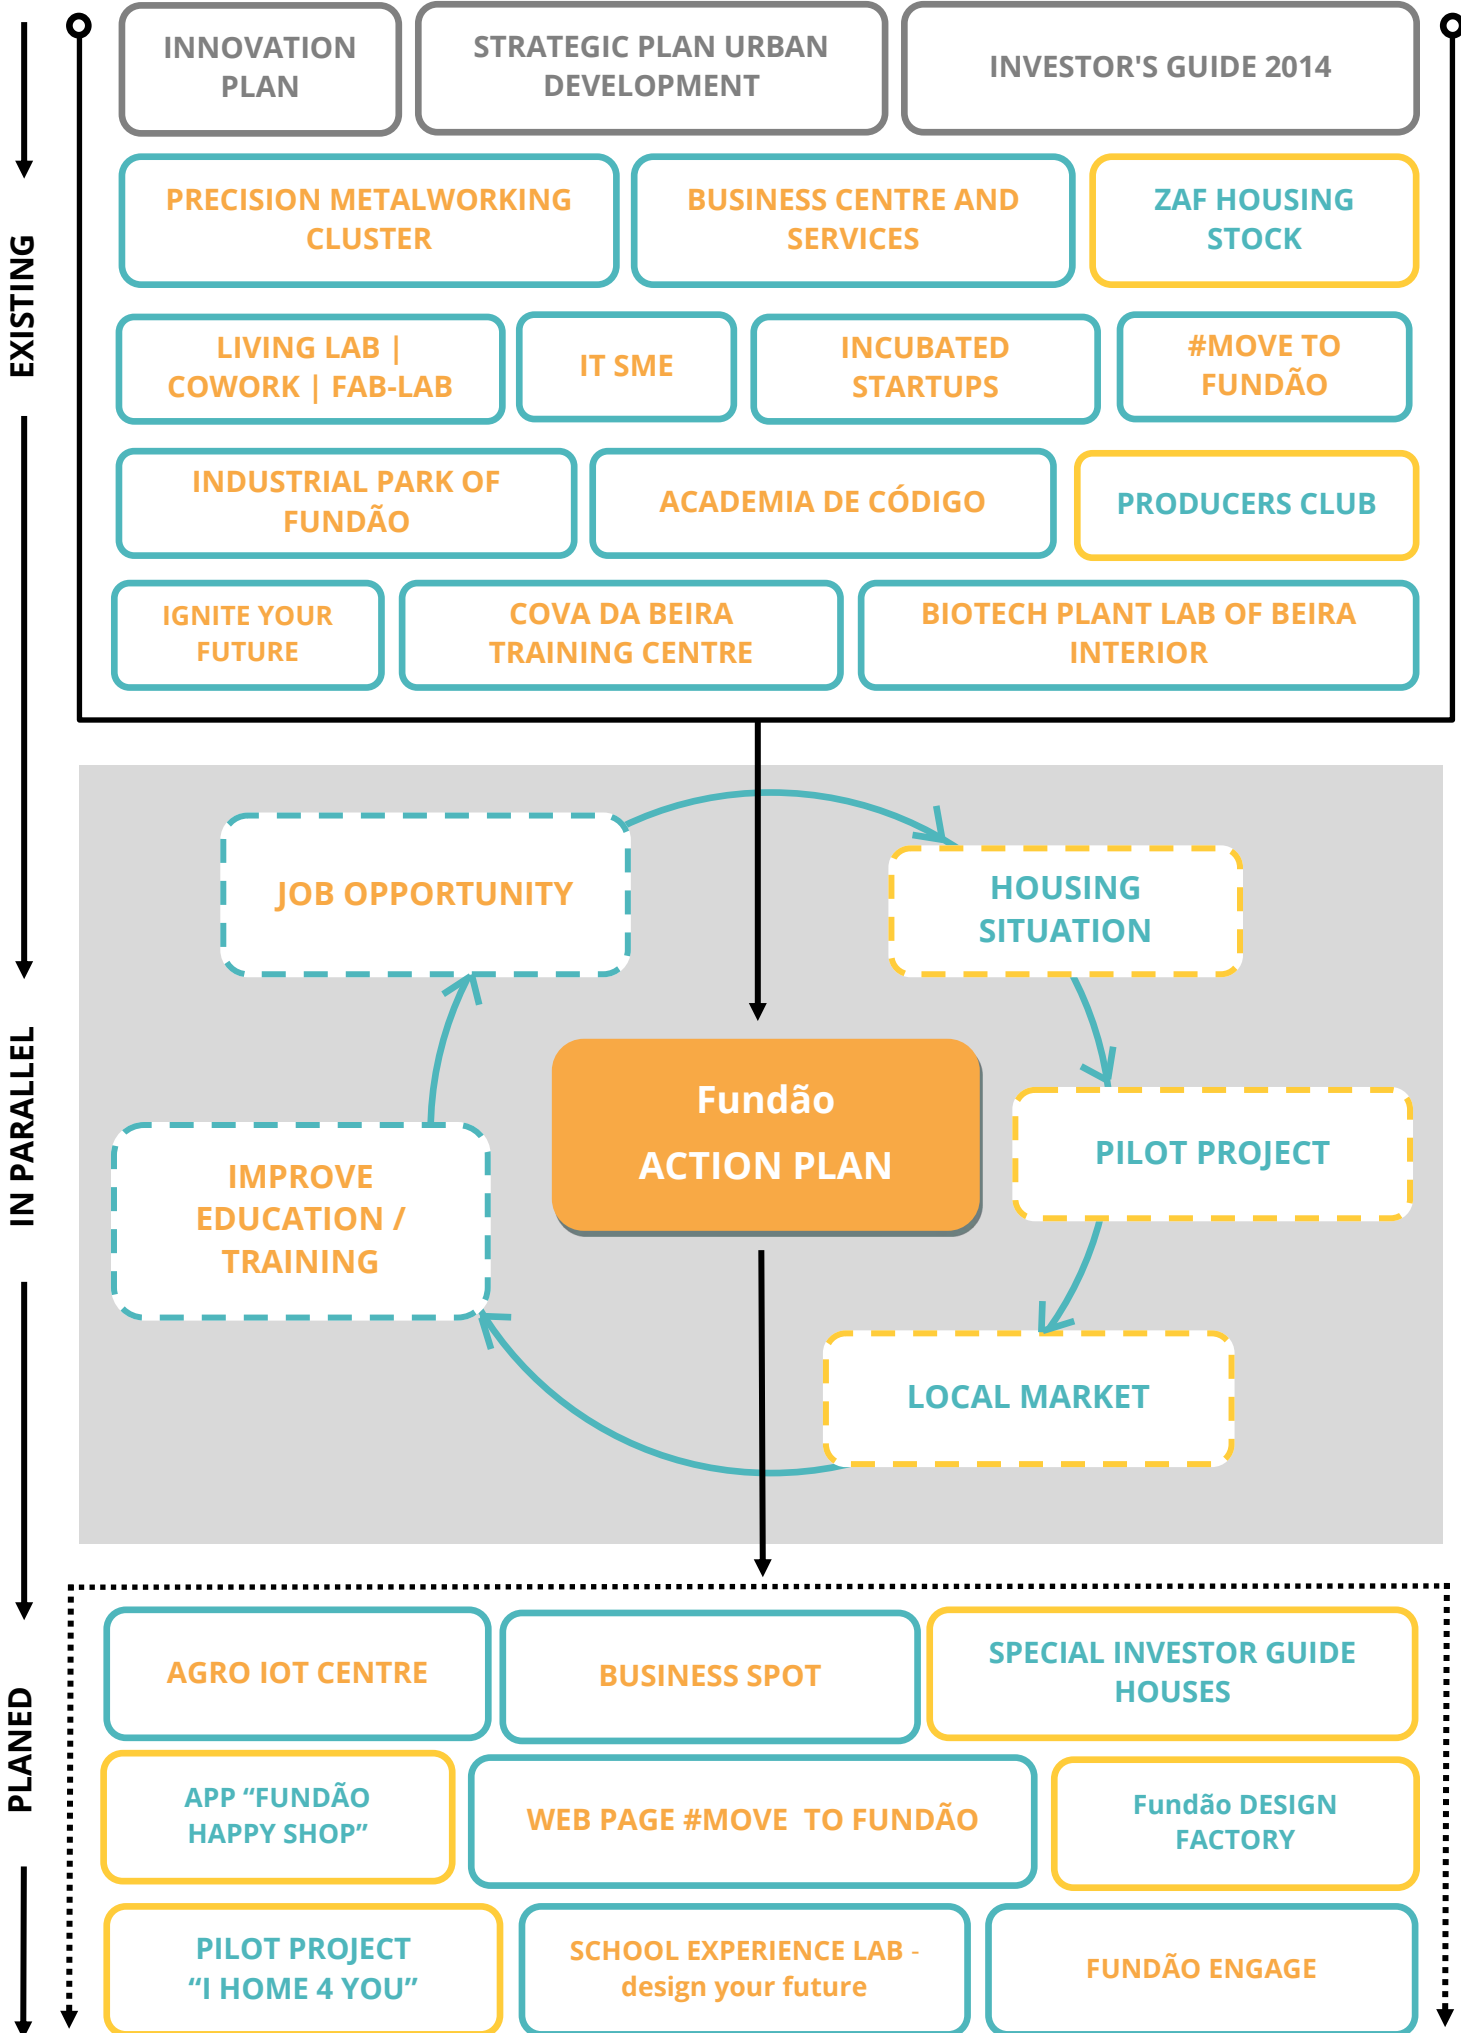 INNOVATION
PLAN
STRATEGIC PLAN URBAN
DEVELOPMENT
INVESTOR'S GUIDE 2014
EXISTING
PRECISION METALWORKING
CLUSTER
BUSINESS CENTRE AND
SERVICES
ZAF HOUSING
STOCK
LIVING LAB |
COWORK | FAB-LAB
IT SME
INCUBATED
STARTUPS
#MOVE TO
FUNDÃO
INDUSTRIAL PARK OF
FUNDÃO
ACADEMIA DE CÓDIGO
PRODUCERS CLUB
IGNITE YOUR
FUTURE
COVA DA BEIRA
TRAINING CENTRE
BIOTECH PLANT LAB OF BEIRA
INTERIOR
IN PARALLEL
JOB OPPORTUNITY
HOUSING
SITUATION
Fundão
ACTION PLAN
PILOT PROJECT
IMPROVE
EDUCATION /
TRAINING
LOCAL MARKET
PLANED
AGRO IOT CENTRE
BUSINESS SPOT
SPECIAL INVESTOR GUIDE
HOUSES
APP “FUNDÃO
HAPPY SHOP”
WEB PAGE #MOVE  TO FUNDÃO
Fundão DESIGN
FACTORY
PILOT PROJECT
“I HOME 4 YOU”
SCHOOL EXPERIENCE LAB -
design your future
FUNDÃO ENGAGE